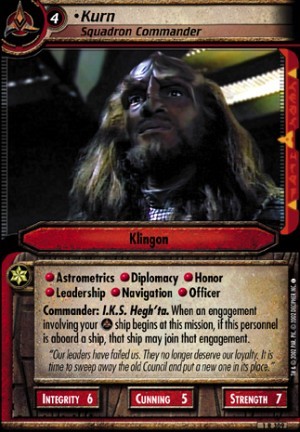 4
•Kurn
Squadron Commander
Klingon
•Astrometrics •Diplomacy •Honor
•Leadership •Navigation •Officer
Commander: I.K.S. Hegh'ta. When an engagement
involving your ship begins at this mission, if this personnel
is aboard a ship, that ship may join that engagement.
"Our leaders have failed us. They no longer deserve our loyalty. It is
time to sweep away the old Council and put a new one in its place."
INTEGRITY 6
CUNNING 5
STRENGTH 7